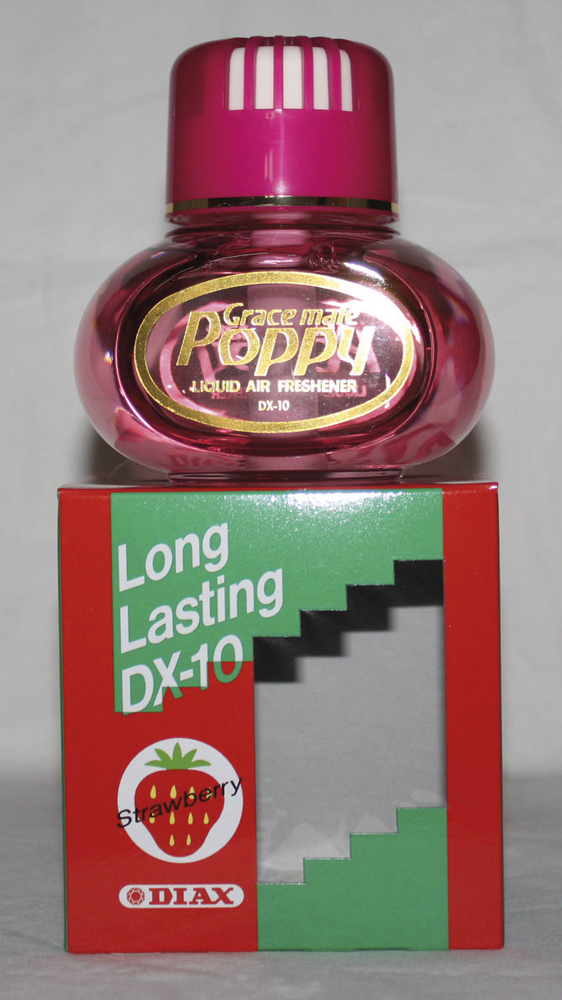 Grace mate
Poppy
LIQUID AIR FRESHENER
DX-10
Long
Lasting
DX-10
Strawberry
DIAX